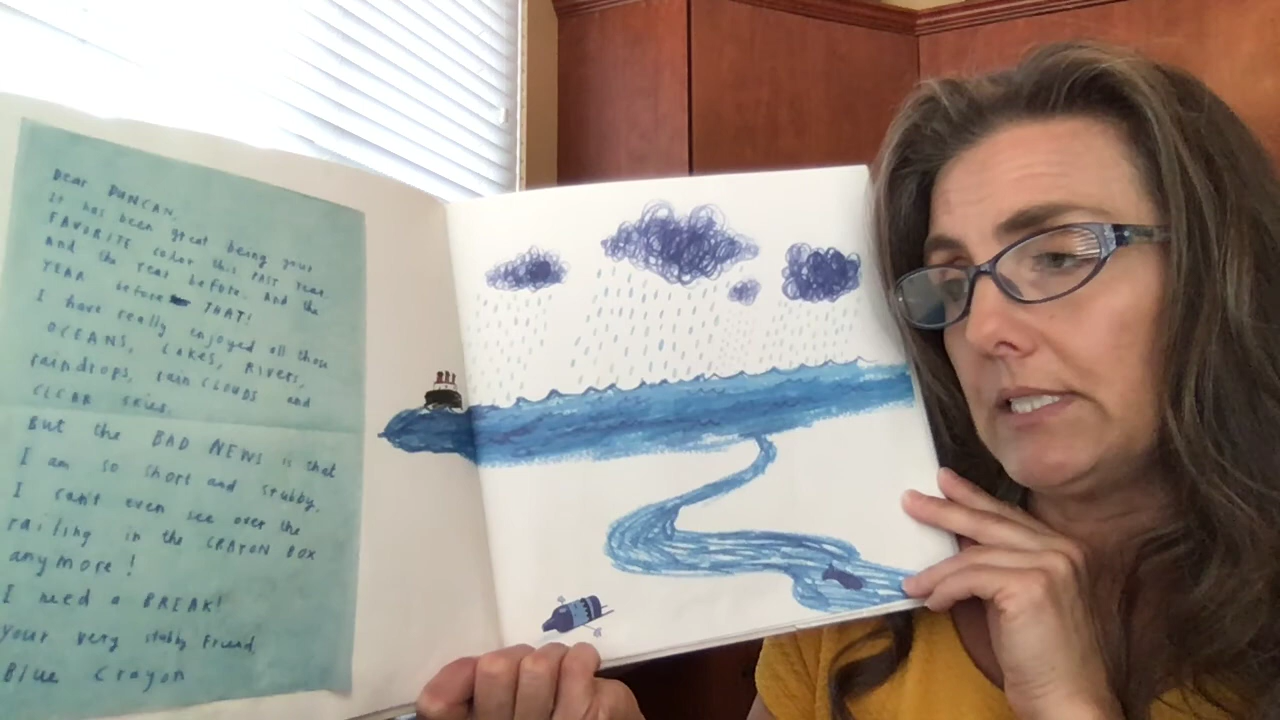 Dear DUNCAN,
It has been great being your
FAVORITE color this PAST year.
And the year before. And the
YEAR before THAT!
I have really enjoyed all those
OCEANS, LAKES, RIVERS,
raindrops, rain CLOUDS and
CLEAR skies.
But the BAD NEWS is that
I am so short and stubby,
I can't even see over the
railing in the CRAYON BOX
anymore!
I need a BREAK!
Your very stubby friend,
Blue Crayon